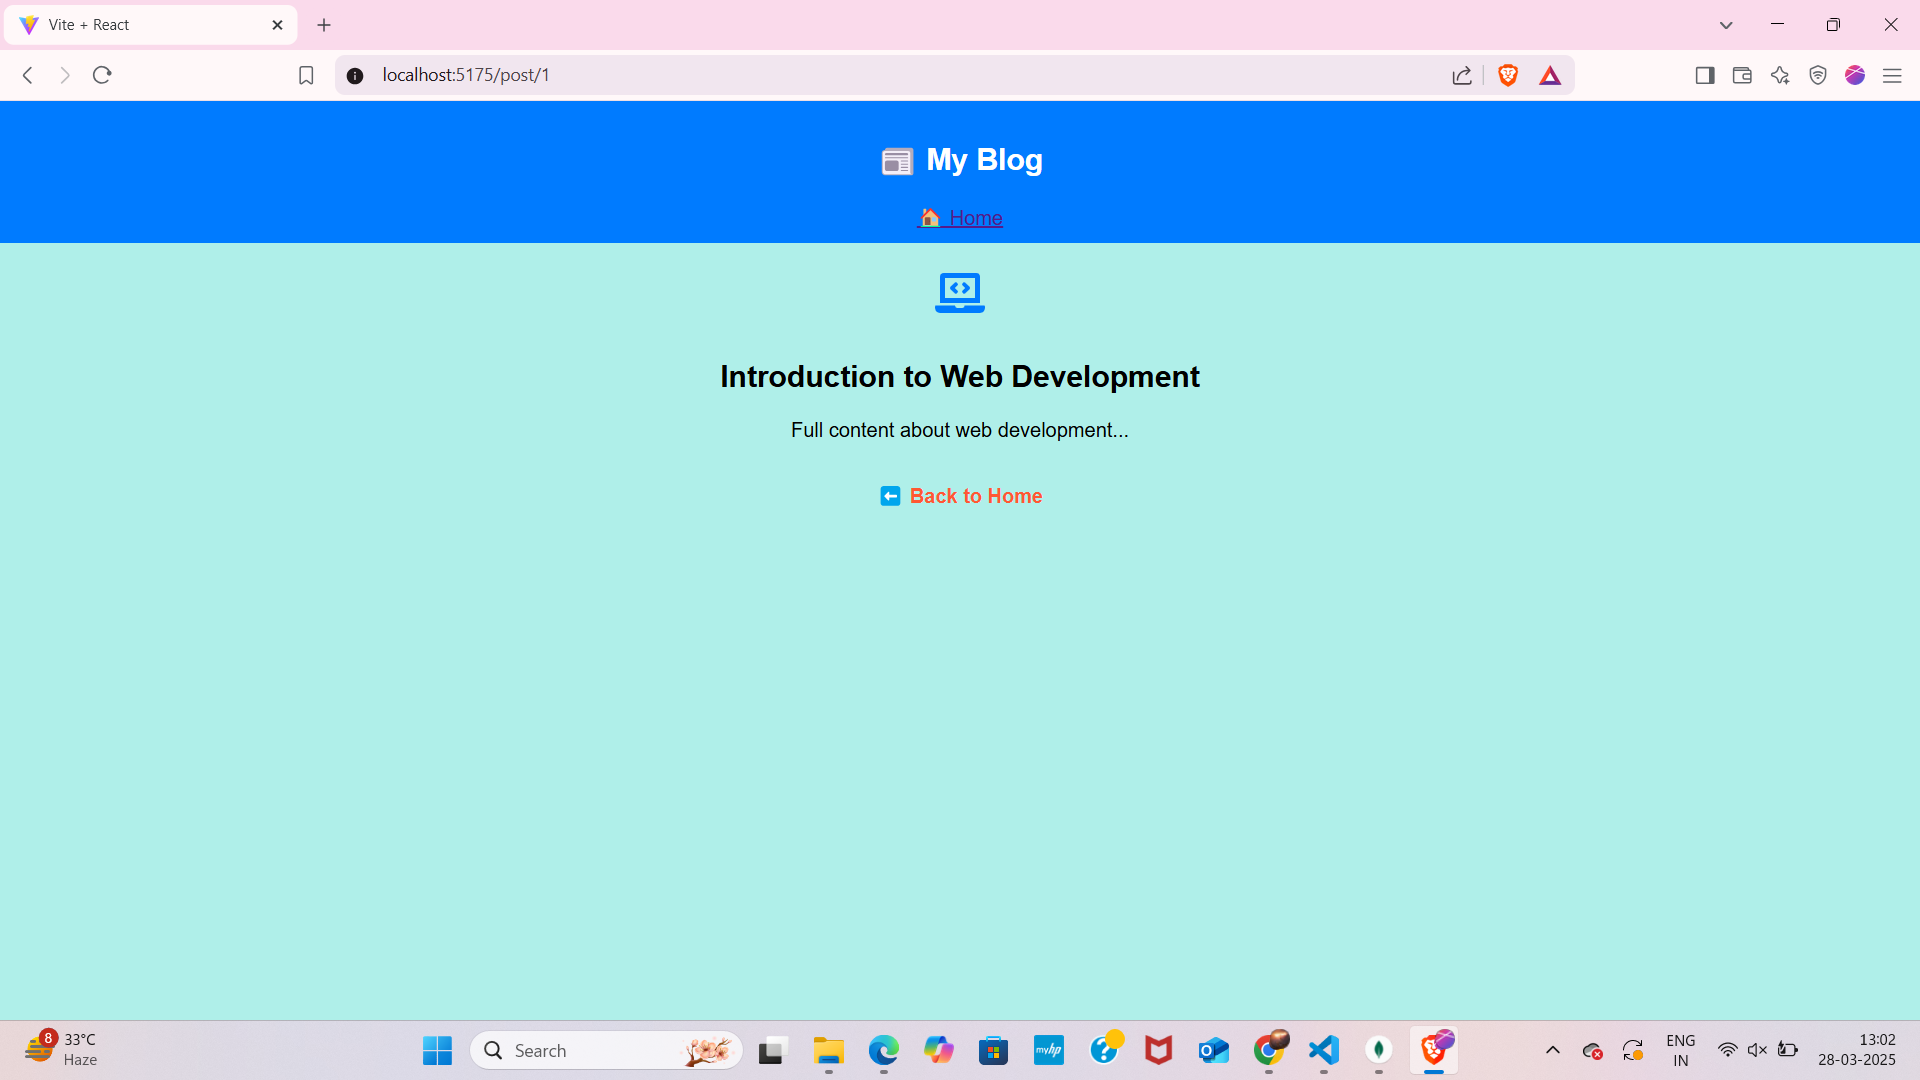 Vite + React
localhost:5175/post/1
My Blog
Home
Introduction to Web Development
Full content about web development...
Back to Home
8
33°C
Haze
Search
myhp
ENG
IN
13:02
28-03-2025